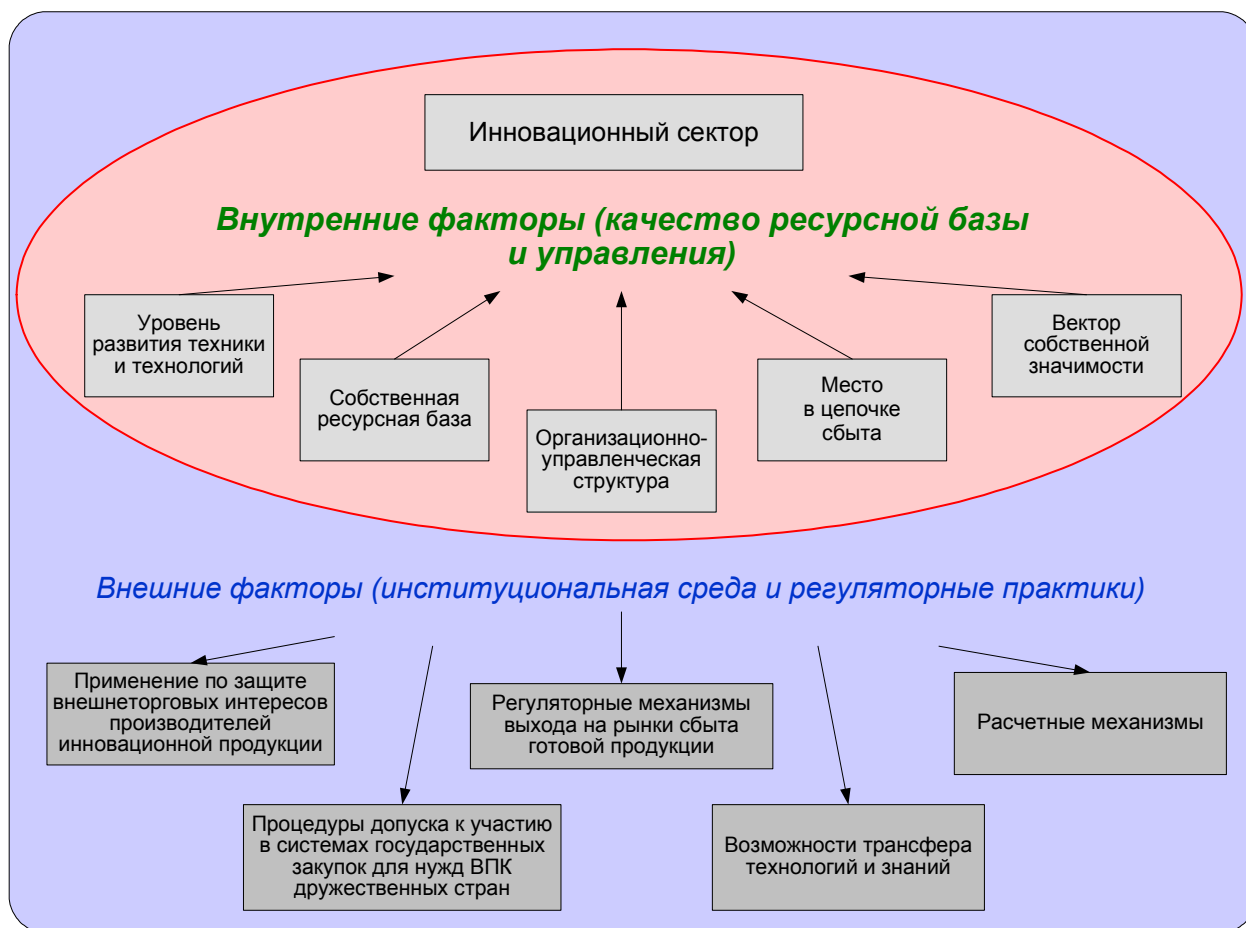 Инновационный сектор
Внутренние факторы (качество ресурсной базы
и управления)
Уровень
развития техники
и технологий
Собственная
ресурсная база
Организационно-
управленческая
структура
Место
в цепочке
сбыта
Вектор
собственной
значимости
Внешние факторы (институциональная среда и регуляторные практики)
Применение по защите
внешнеторговых интересов
производителей
инновационной продукции
Регуляторные механизмы
выхода на рынки сбыта
готовой продукции
Расчетные механизмы
Процедуры допуска к участию
в системах государственных
закупок для нужд ВПК
дружественных стран
Возможности трансфера
технологий и знаний